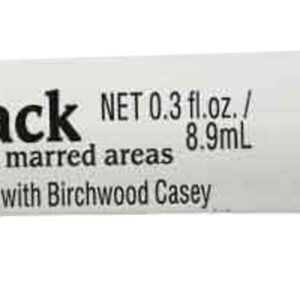 ack NET 0.3 fl.oz. /
8.9mL
marred areas
with Birchwood Casey